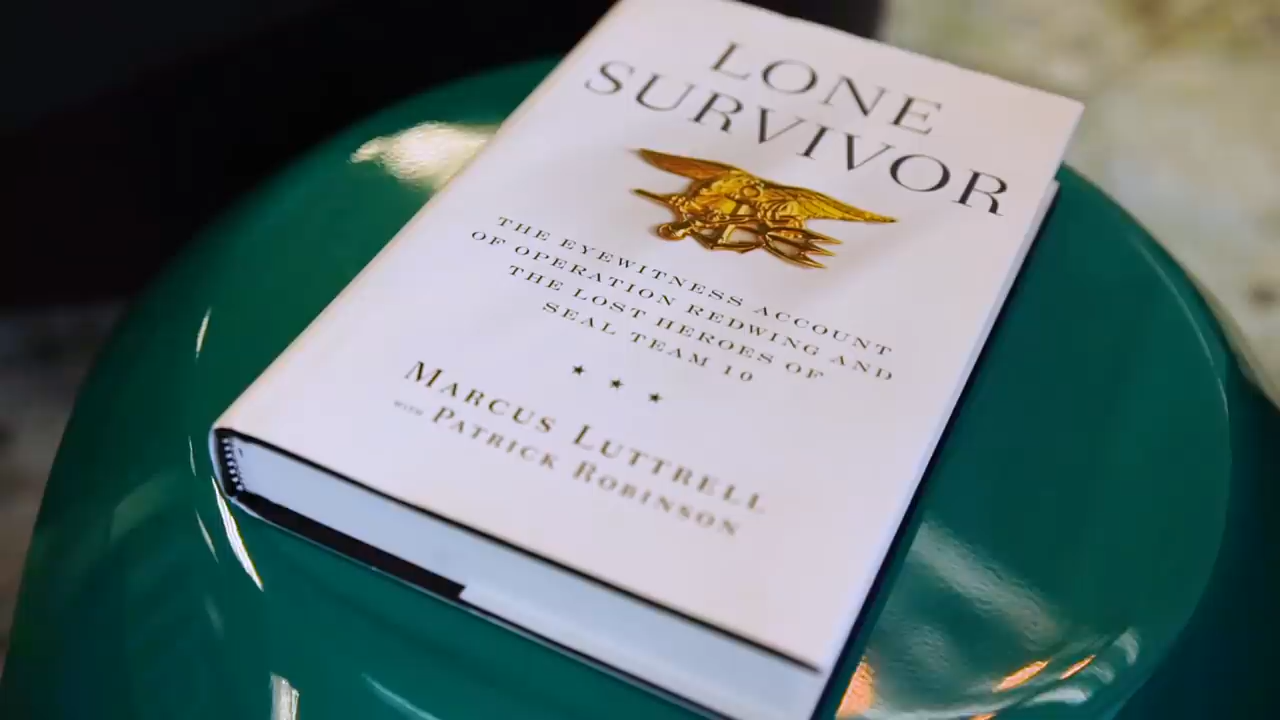 LONE
SURVIVOR
THE EYEWITNESS ACCOUNT
OF OPERATION REDWING AND
THE LOST HEROES OF
SEAL TEAM 10
MARCUS LUTTRELL
WITH PATRICK ROBINSON